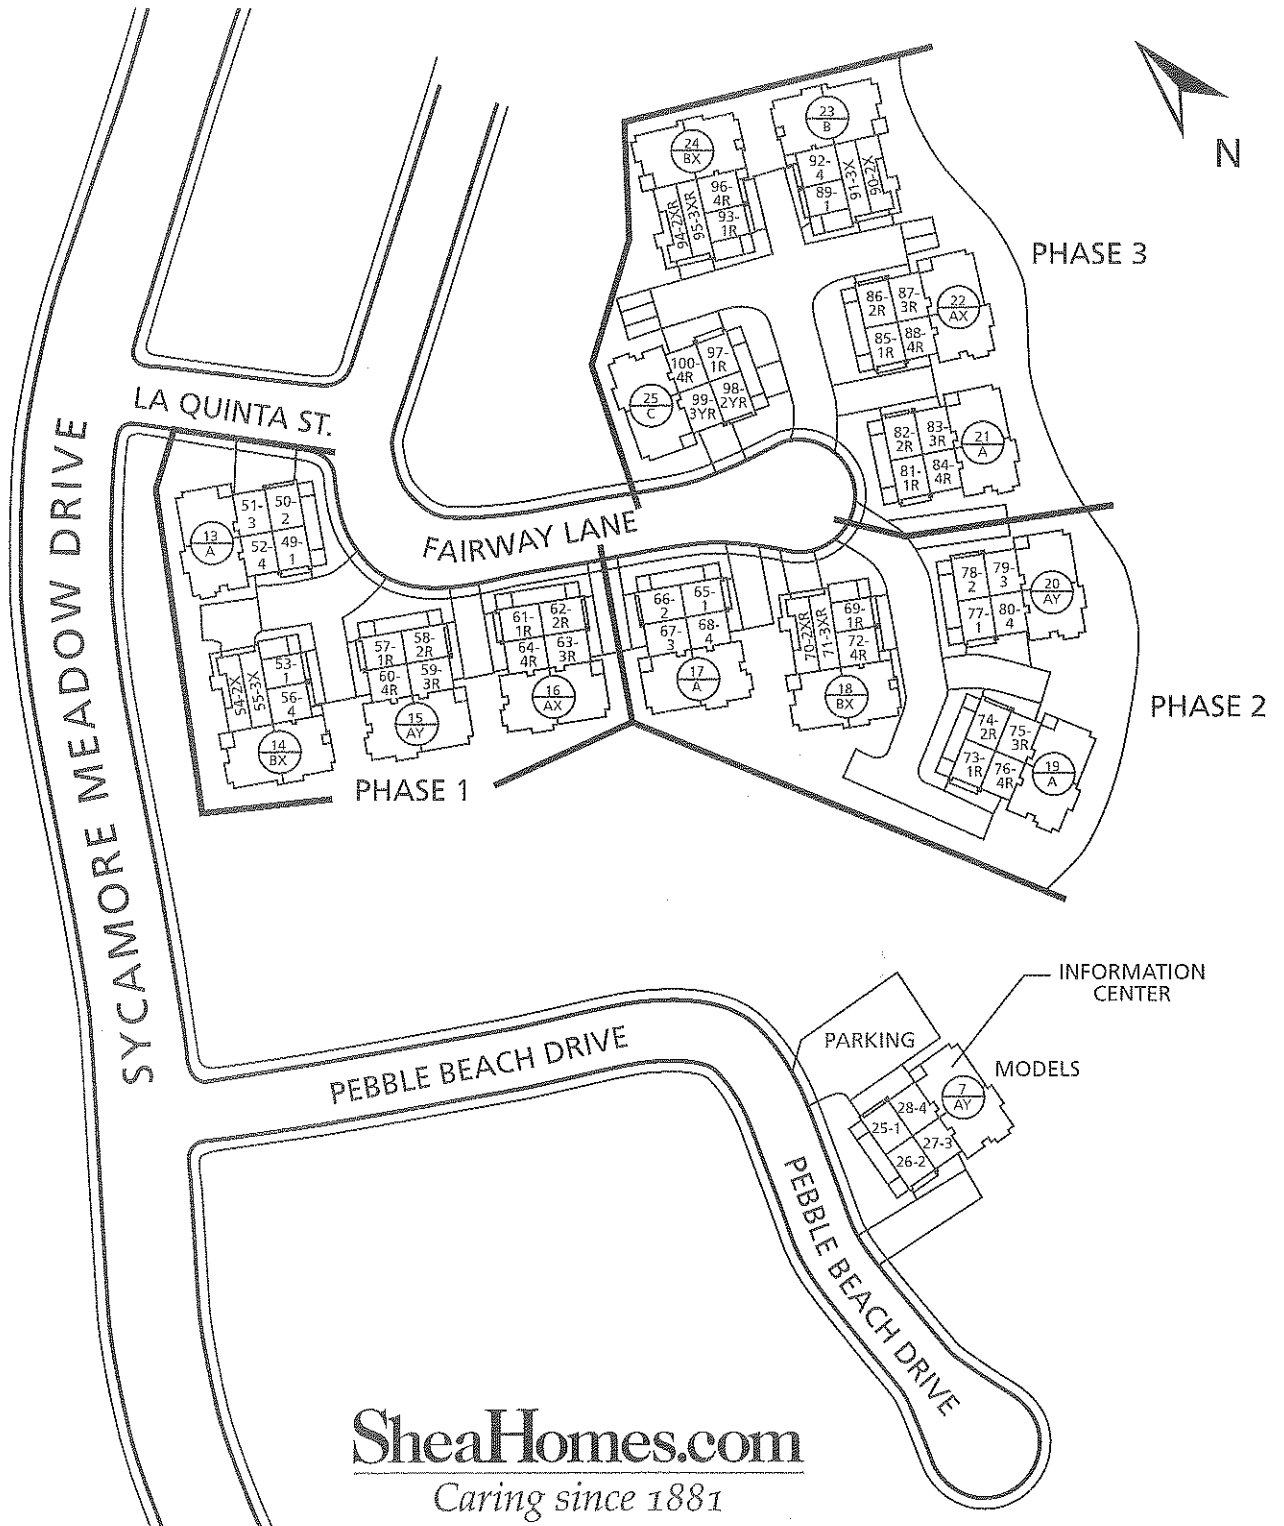 N
PHASE 3
24
BX
94-2XR
95-3XR
96-
4R
93-
1R
23
B
92-
4
89-
1
91-3X
90-2X
86-
2R
87-
3R
85-
1R
88-
4R
22
AX
100-
4R
97-
1R
99-
3YR
98-
2YR
25
C
82-
2R
83-
3R
81-
1R
84-
4R
21
A
LA QUINTA ST.
SYCAMORE MEADOW DRIVE
FAIRWAY LANE
13
A
51-
3
50-
2
52-
4
49-
1
54-2X
55-3X
53-
1
56-
4
14
BX
57-
1R
58-
2R
60-
4R
59-
3R
15
AY
61-
1R
62-
2R
64-
4R
63-
3R
16
AX
PHASE 1
66-
2
65-
1
67-
3
68-
4
17
A
70-2XR
71-3XR
69-
1R
72-
4R
18
BX
78-
2
79-
3
77-
1
80-
4
20
AY
74-
2R
75-
3R
73-
1R
76-
4R
19
A
PHASE 2
INFORMATION
CENTER
PARKING
MODELS
7
AY
28-4
25-1
27-3
26-2
PEBBLE BEACH DRIVE
PEBBLE BEACH DRIVE
SheaHomes.com
Caring since 1881